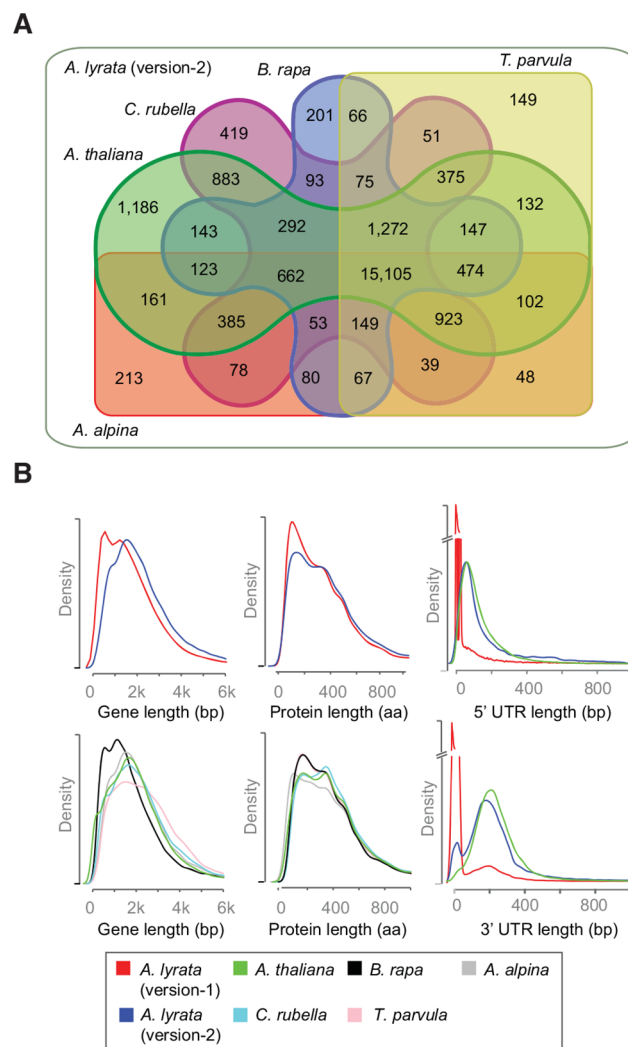 A
A. lyrata (version-2)
B. rapa
T. parvula
C. rubella
A. thaliana
149
201 66
419
51
883
93 75
375
1,186
132
143
292
1,272
147
123
662
15,105
474
161
102
385
53 149
923
213
78
80 67
39
48
A. alpina
B
Density
0 2k 4k 6k
Gene length (bp)
Density
0 400 800
Protein length (aa)
Density
0 400 800
5' UTR length (bp)
Density
0 2k 4k 6k
Gene length (bp)
Density
0 400 800
Protein length (aa)
Density
0 400 800
3' UTR length (bp)
A. lyrata
(version-1)
A. thaliana
B. rapa
A. alpina
A. lyrata
(version-2)
C. rubella
T. parvula